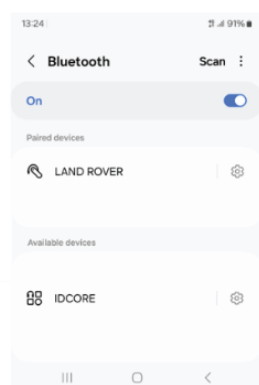 13:24 91%
Bluetooth Scan
On
Paired devices
LAND ROVER
Available devices
IDCORE